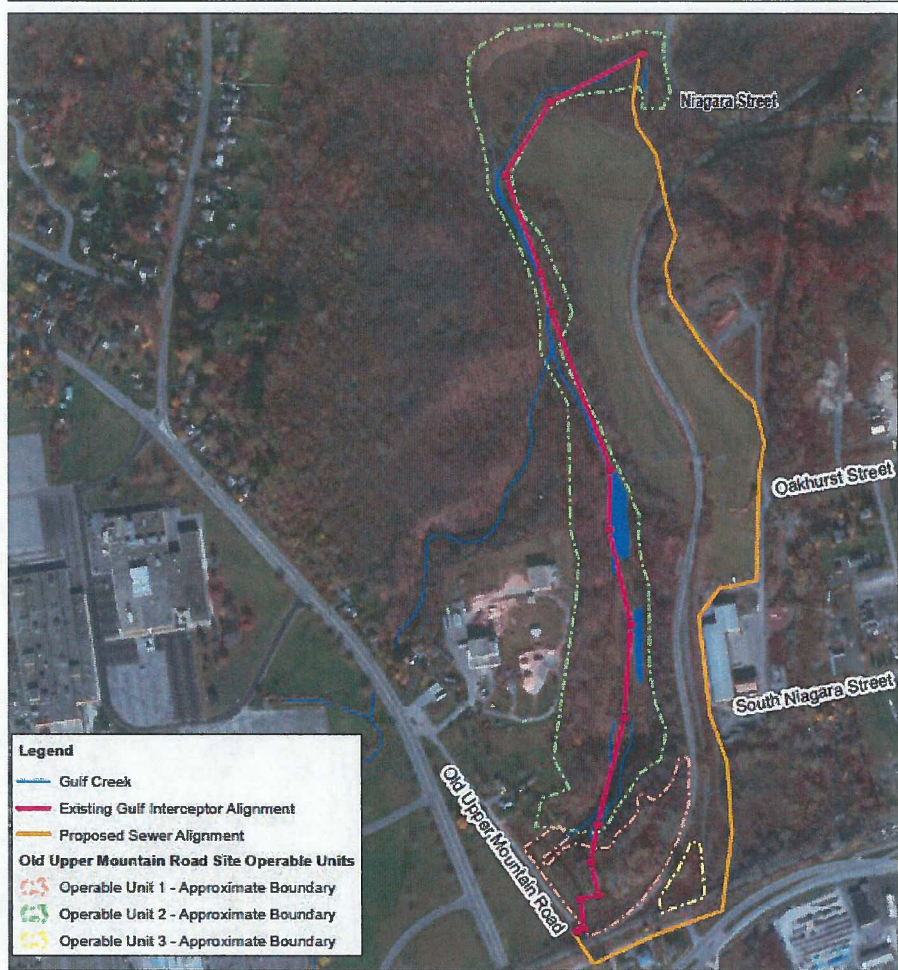 Niagara Street
Oakhurst Street
South Niagara Street
Old Upper Mountain Road
Legend
Gulf Creek
Existing Gulf Interceptor Alignment
Proposed Sewer Alignment
Old Upper Mountain Road Site Operable Units
Operable Unit 1 - Approximate Boundary
Operable Unit 2 - Approximate Boundary
Operable Unit 3 - Approximate Boundary